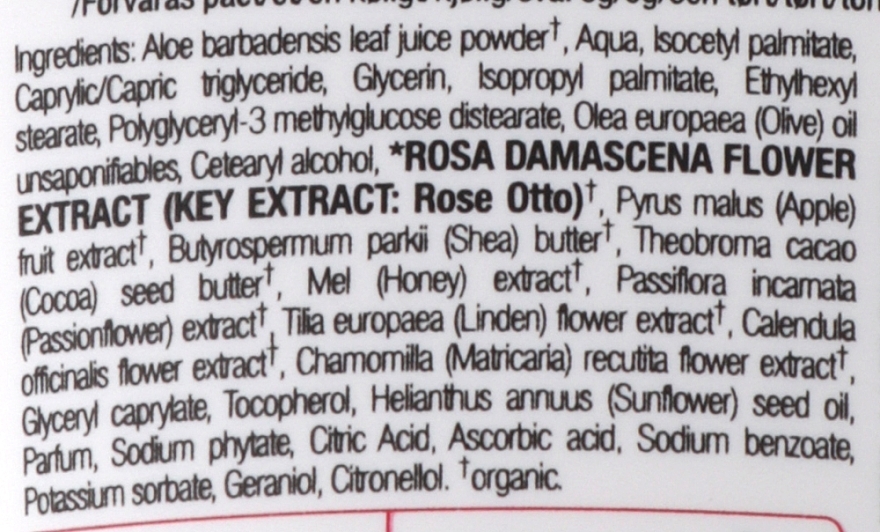 Ingredients: Aloe barbadensis leaf juice powder†, Aqua, Isocetyl palmitate,
Caprylic/Capric triglyceride, Glycerin, Isopropyl palmitate, Ethylhexyl
stearate, Polyglyceryl-3 methylglucose distearate, Olea europaea (Olive) oil
unsaponifiables, Cetearyl alcohol, *ROSA DAMASCENA FLOWER
EXTRACT (KEY EXTRACT: Rose Otto)†, Pyrus malus (Apple)
fruit extract†, Butyrospermum parkii (Shea) butter†, Theobroma cacao
(Cocoa) seed butter†, Mel (Honey) extract†, Passiflora incarnata
(Passionflower) extract†, Tilia europaea (Linden) flower extract†, Calendula
officinalis flower extract†, Chamomilla (Matricaria) recutita flower extract†,
Glyceryl caprylate, Tocopherol, Helianthus annuus (Sunflower) seed oil,
Parfum, Sodium phytate, Citric Acid, Ascorbic acid, Sodium benzoate,
Potassium sorbate, Geraniol, Citronellol. †organic.